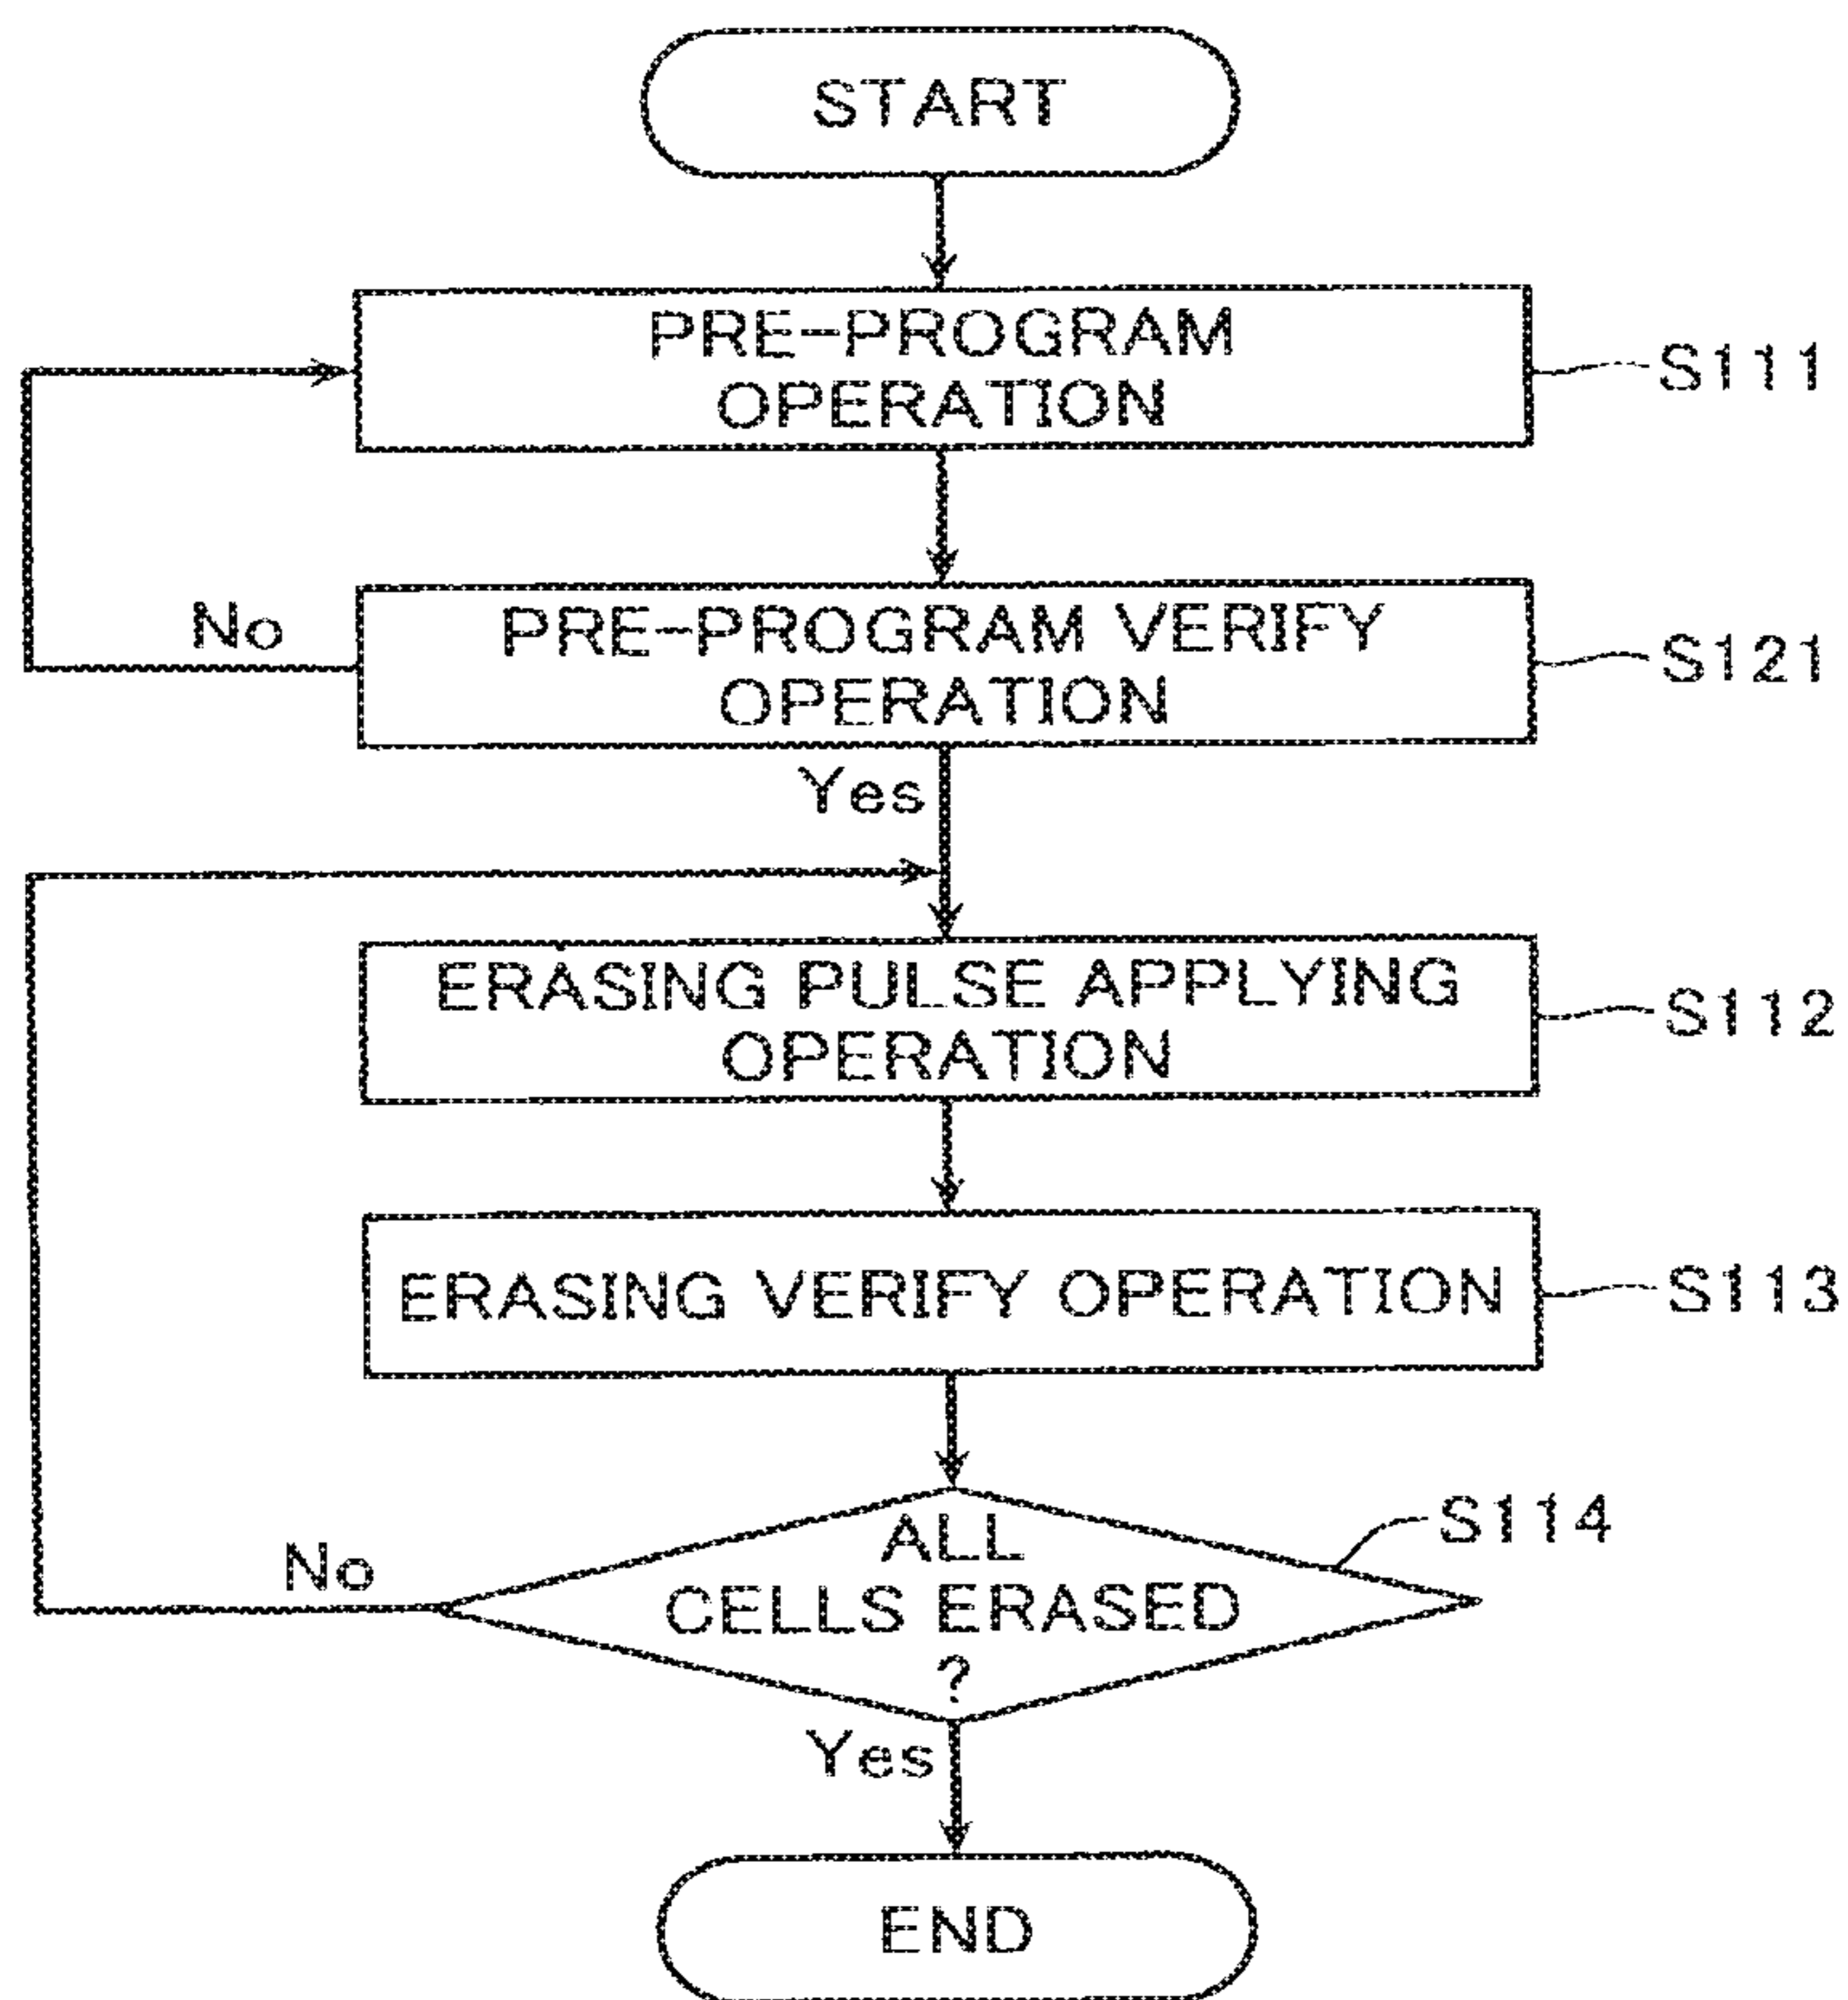 START
PRE-PROGRAM
OPERATION
S111
No
PRE-PROGRAM VERIFY
OPERATION
S121
Yes
ERASING PULSE APPLYING
OPERATION
S112
ERASING VERIFY OPERATION
S113
No
ALL
CELLS ERASED
?
S114
Yes
END